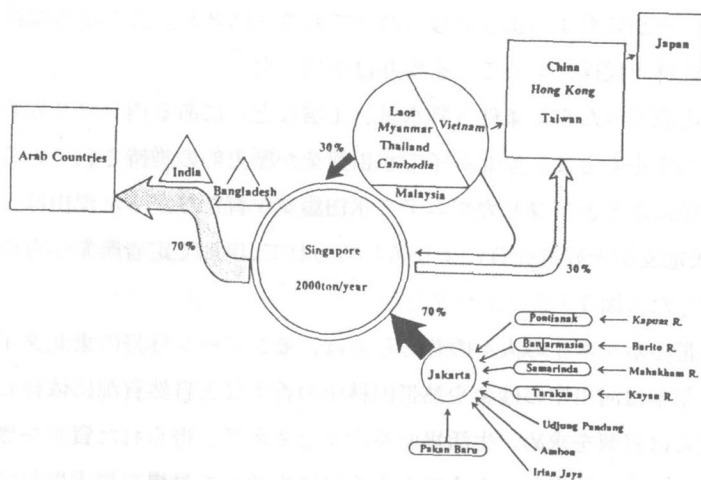 Japan
China
Hong Kong
Taiwan
Laos
Myanmar
Vietnam
Thailand
Cambodia
Malaysia
30%
Arab Countries
India
Bangladesh
70%
Singapore
2000ton/year
30%
70%
Jakarta
Pontianak
Kapuas R.
Banjarmasin
Barito R.
Samarinda
Mahakham R.
Tarakan
Kayan R.
Udjung Pandang
Ambon
Irian Jaya
Pakan Baru